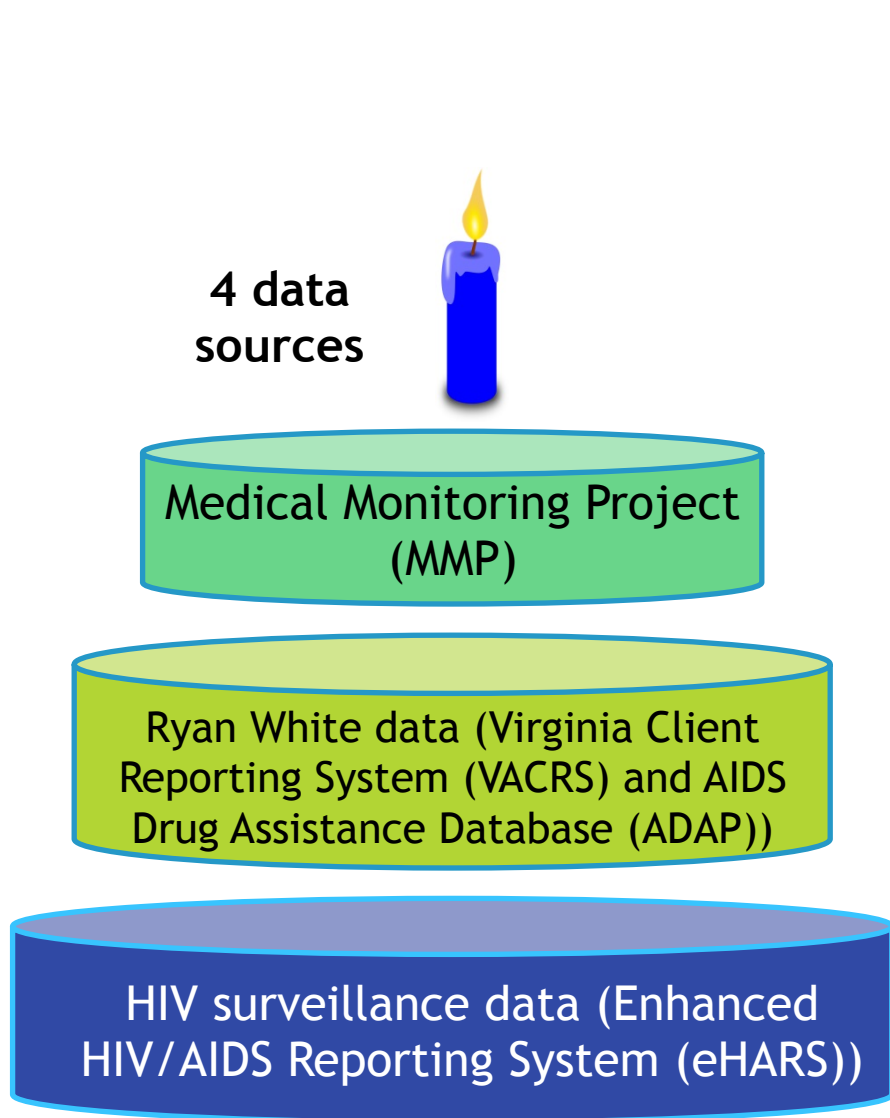 4 data
sources
Medical Monitoring Project
(MMP)
Ryan White data (Virginia Client
Reporting System (VACRS) and AIDS
Drug Assistance Database (ADAP))
HIV surveillance data (Enhanced
HIV/AIDS Reporting System (eHARS))